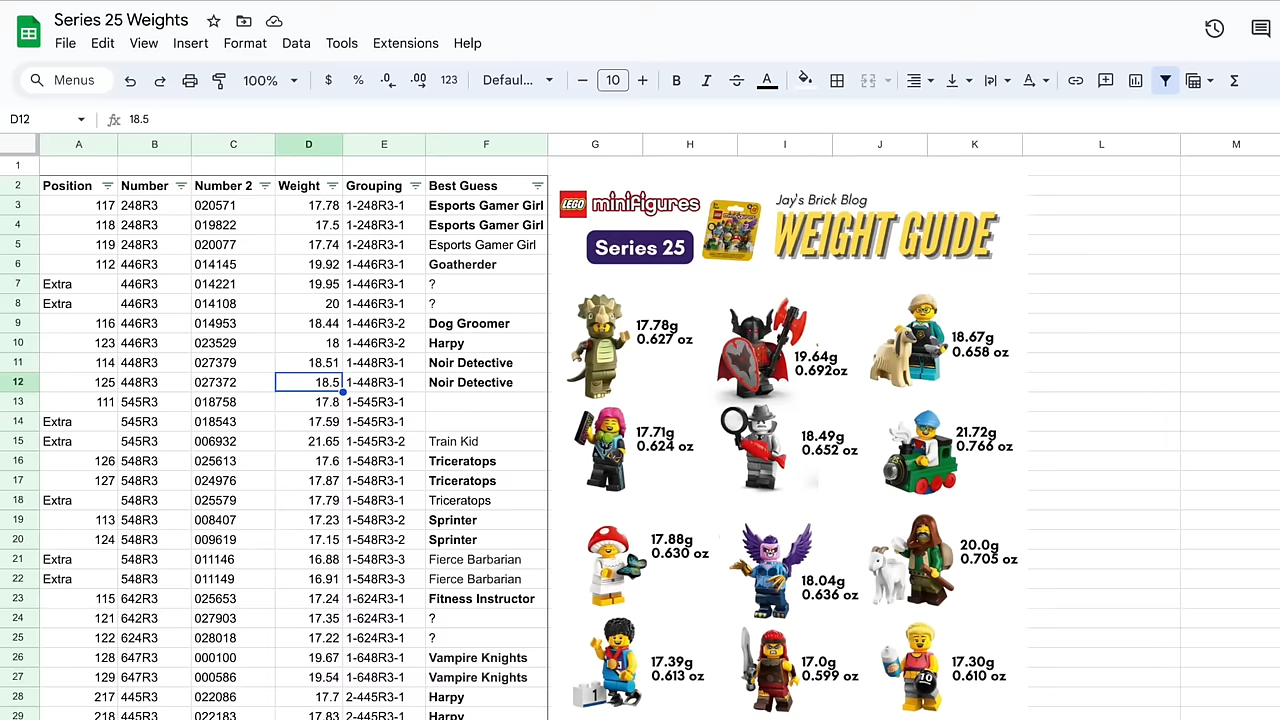 Series 25 Weights
File Edit View Insert Format Data Tools Extensions Help
Menus 100% $ % .0 .00 123 Defaul... 10 B I A
D12 fx 18.5
A B C D E F G H I J K L M
1
2 Position Number Number 2 Weight Grouping Best Guess
3 117 248R3 020571 17.78 1-248R3-1 Esports Gamer Girl
4 118 248R3 019822 17.5 1-248R3-1 Esports Gamer Girl
5 119 248R3 02077 17.74 1-248R3-1 Esports Gamer Girl
6 112 446R3 014145 19.92 1-446R3-1 Goatherder
7 Extra 446R3 014221 19.95 1-446R3-1 ?
8 Extra 446R3 014108 20 1-446R3-1 ?
9 116 446R3 18.44 1-446R3-2 Dog Groomer
10 123 446R3 18 1-446R3-2 Harpy
11 114 448R3 027379 18.51 1-448R3-1 Noir Detective
12 125 448R3 027372 18.5 1-448R3-1 Noir Detective
13 111 545R3 018758 17.8 1-545R3-1
14 Extra 545R3 17.59 1-545R3-1
15 Extra 545R3 1-545R3-2 Train Kid
16 126 548R3 025613 17.6 1-548R3-1 Triceratops
17 127 548R3 024976 17.87 1-548R3-1 Triceratops
18 Extra 548R3 025579 17.79 1-548R3-1 Triceratops
19 113 548R3 008407 17.23 1-548R3-2 Sprinter
20 124 548R3 17.15 1-548R3-2 Sprinter
21 Extra 548R3 011146 16.88 1-548R3-3 Fierce Barbarian
22 Extra 548R3 011149 16.91 1-548R3-3 Fierce Barbarian
23 115 642R3 17.24 1-624R3-1 Fitness Instructor
24 121 642R3 027903 17.35 1-624R3-1 ?
25 122 624R3 17.22 1-624R3-1 ?
26 128 647R3 19.67 1-648R3-1 Vampire Knights
27 129 647R3 19.54 1-648R3-1 Vampire Knights
28 217 445R3 02086 17.7 2-445R3-1 Harpy
29 218 445R3 022183 17.83 2-445R3-1 Harpy
LEGO minifigures
Series 25
Jay's Brick Blog
WEIGHT GUIDE
17.78g
0.627 oz
19.64g
0.692oz
18.67g
0.658 oz
17.71g
0.624 oz
18.49g
0.652 oz
21.72g
0.766 oz
17.88g
0.630 oz
18.04g
0.636 oz
20.0g
0.705 oz
17.39g
0.613 oz
17.0g
0.599 oz
17.30g
0.610 oz
1
10